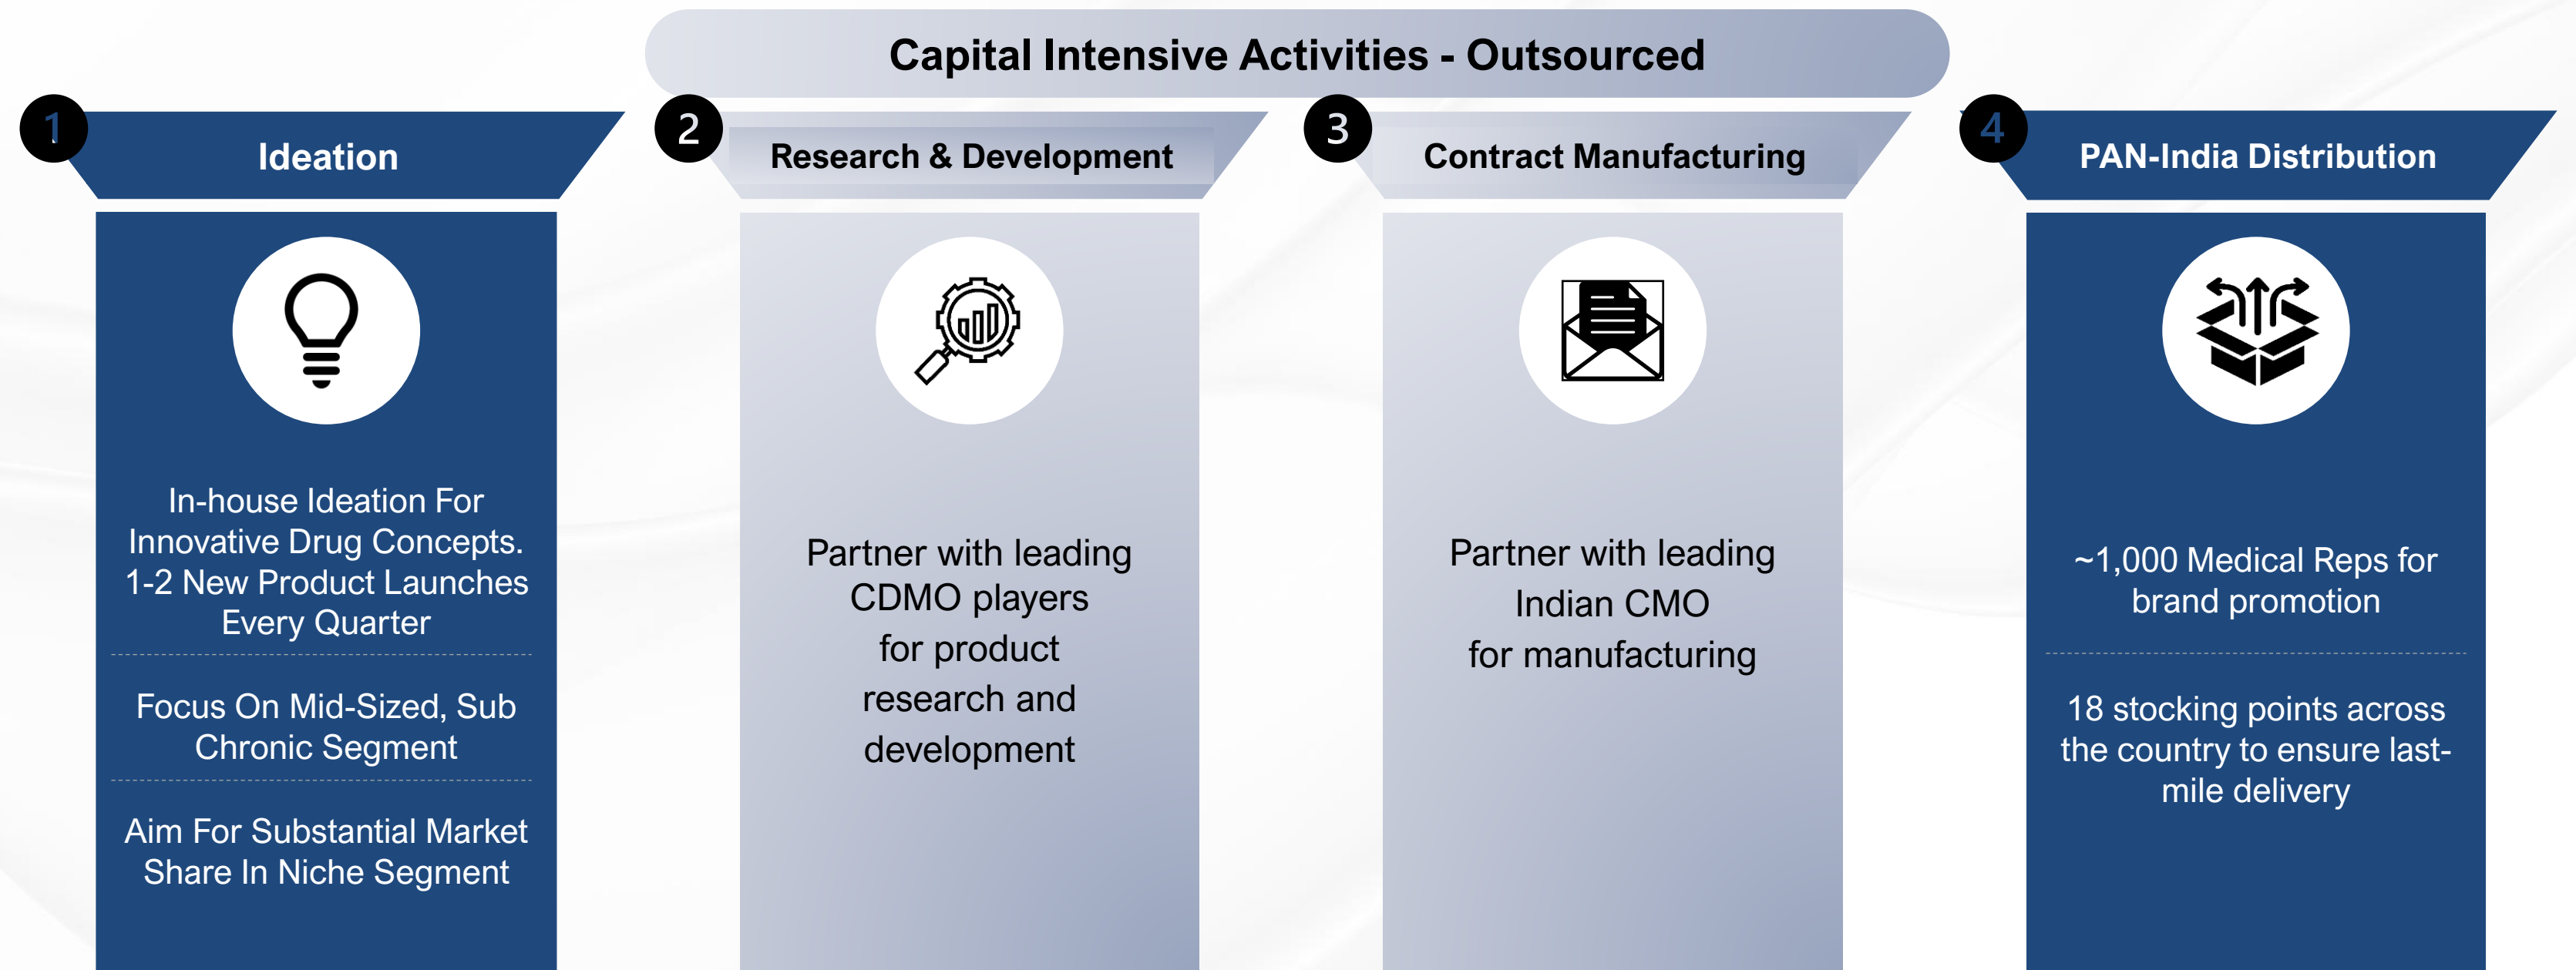 Capital Intensive Activities - Outsourced
1
Ideation
In-house Ideation For
Innovative Drug Concepts.
1-2 New Product Launches
Every Quarter
Focus On Mid-Sized, Sub
Chronic Segment
Aim For Substantial Market
Share In Niche Segment
2
Research & Development
Partner with leading
CDMO players
for product
research and
development
3
Contract Manufacturing
Partner with leading
Indian CMO
for manufacturing
4
PAN-India Distribution
~1,000 Medical Reps for
brand promotion
18 stocking points across
the country to ensure last-
mile delivery